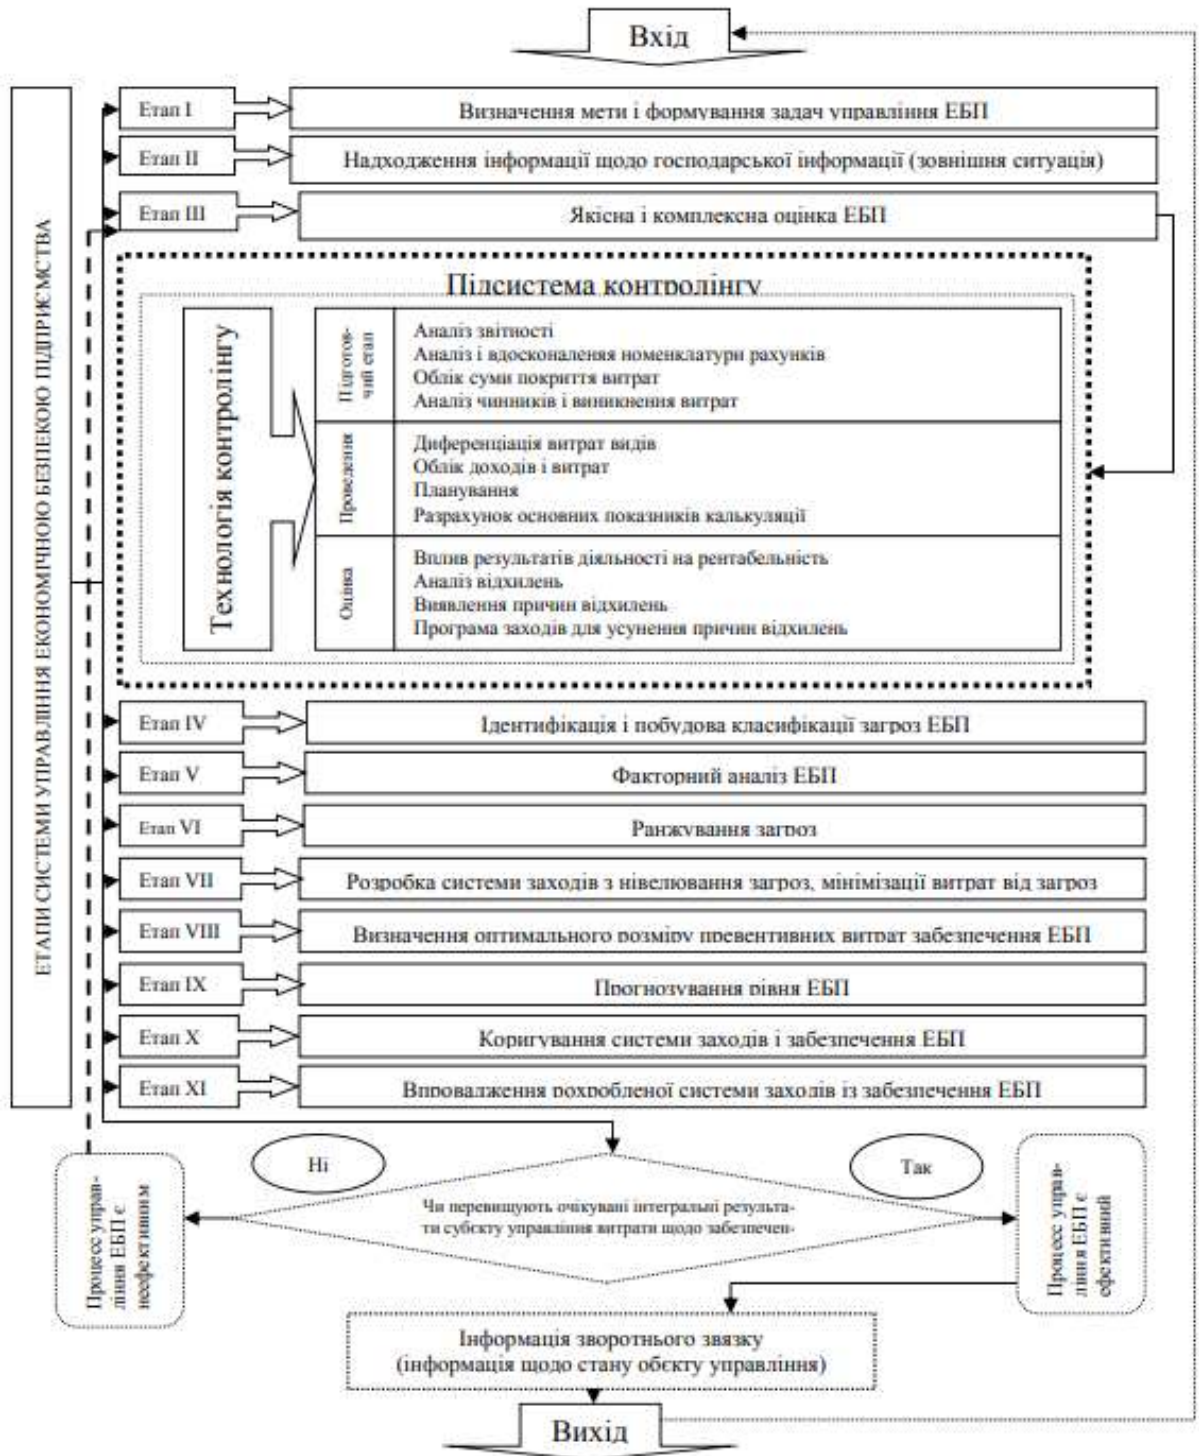 Вхід
ЕТАПИ СИСТЕМИ УПРАВЛІННЯ ЕКОНОМІЧНОЮ БЕЗПЕКОЮ ПІДПРИЄМСТВА
Етап I
Визначення мети і формування задач управління ЕБП
Етап II
Надходження інформації щодо господарської інформації (зовнішня ситуація)
Етап III
Якісна і комплексна оцінка ЕБП
Підсистема контролінгу
Технологія контролінгу
Підготов-
чий етап
Аналіз звітності
Аналіз і вдосконаленяя номенклатури рахунків
Облік суми покриття витрат
Аналіз чинників і виникнення витрат
Проведення
Диференціація витрат видів
Облік доходів і витрат
Планування
Разрахунок основних показників калькуляції
Оцінка
Вплив результатів діяльності на рентабельність
Аналіз відхилень
Виявлення причин відхилень
Програма заходів для усунення причин відхилень
Етап IV
Ідентифікація і побудова класифікації загроз ЕБП
Етап V
Факторний аналіз ЕБП
Етап VI
Ранжування загроз
Етап VII
Розробка системи заходів з нівелювання загроз, мінімізації витрат від загроз
Етап VIII
Визначення оптимального розміру превентивних витрат забезпечення ЕБП
Етап IX
Прогнозування рівня ЕБП
Етап X
Коригування системи заходів і забезпечення ЕБП
Етап XI
Впровадження рохробленої системи заходів із забезпечення ЕБП
Ні
Так
Чи перевищують очікувані інтегральні результа-
ти субєкту управління витрати щодо забезпечен-
Процесс управ-
ління ЕБП є
неефективним
Процесс управ-
ління ЕБП є
ефективний
Інформація зворотнього звязку
(інформація щодо стану обєкту управління)
Вихід